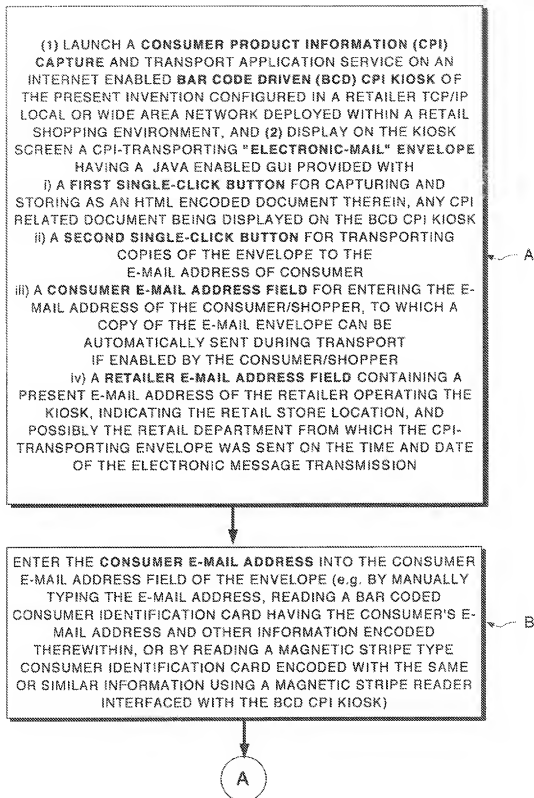 (1) LAUNCH A CONSUMER PRODUCT INFORMATION (CPI)
CAPTURE AND TRANSPORT APPLICATION SERVICE ON AN
INTERNET ENABLED BAR CODE DRIVEN (BCD) CPI KIOSK OF
THE PRESENT INVENTION CONFIGURED IN A RETAILER TCP/IP
LOCAL OR WIDE AREA NETWORK DEPLOYED WITHIN A RETAIL
SHOPPING ENVIRONMENT, AND (2) DISPLAY ON THE KIOSK
SCREEN A CPI-TRANSPORTING "ELECTRONIC-MAIL" ENVELOPE
HAVING A JAVA ENABLED GUI PROVIDED WITH
i) A FIRST SINGLE-CLICK BUTTON FOR CAPTURING AND
STORING AS AN HTML ENCODED DOCUMENT THEREIN, ANY CPI
RELATED DOCUMENT BEING DISPLAYED ON THE BCD CPI KIOSK
ii) A SECOND SINGLE-CLICK BUTTON FOR TRANSPORTING
COPIES OF THE ENVELOPE TO THE
E-MAIL ADDRESS OF CONSUMER
iii) A CONSUMER E-MAIL ADDRESS FIELD FOR ENTERING THE E-
MAIL ADDRESS OF THE CONSUMER/SHOPPER, TO WHICH A
COPY OF THE E-MAIL ENVELOPE CAN BE
AUTOMATICALLY SENT DURING TRANSPORT
IF ENABLED BY THE CONSUMER/SHOPPER
iv) A RETAILER E-MAIL ADDRESS FIELD CONTAINING A
PRESENT E-MAIL ADDRESS OF THE RETAILER OPERATING THE
KIOSK, INDICATING THE RETAIL STORE LOCATION, AND
POSSIBLY THE RETAIL DEPARTMENT FROM WHICH THE CPI-
TRANSPORTING ENVELOPE WAS SENT ON THE TIME AND DATE
OF THE ELECTRONIC MESSAGE TRANSMISSION
A
ENTER THE CONSUMER E-MAIL ADDRESS INTO THE CONSUMER
E-MAIL ADDRESS FIELD OF THE ENVELOPE (e.g. BY MANUALLY
TYPING THE E-MAIL ADDRESS, READING A BAR CODED
CONSUMER IDENTIFICATION CARD HAVING THE CONSUMER'S E-
MAIL ADDRESS AND OTHER INFORMATION ENCODED
THEREWITHIN, OR BY READING A MAGNETIC STRIPE TYPE
CONSUMER IDENTIFICATION CARD ENCODED WITH THE SAME
OR SIMILAR INFORMATION USING A MAGNETIC STRIPE READER
INTERFACED WITH THE BCD CPI KIOSK)
B
A